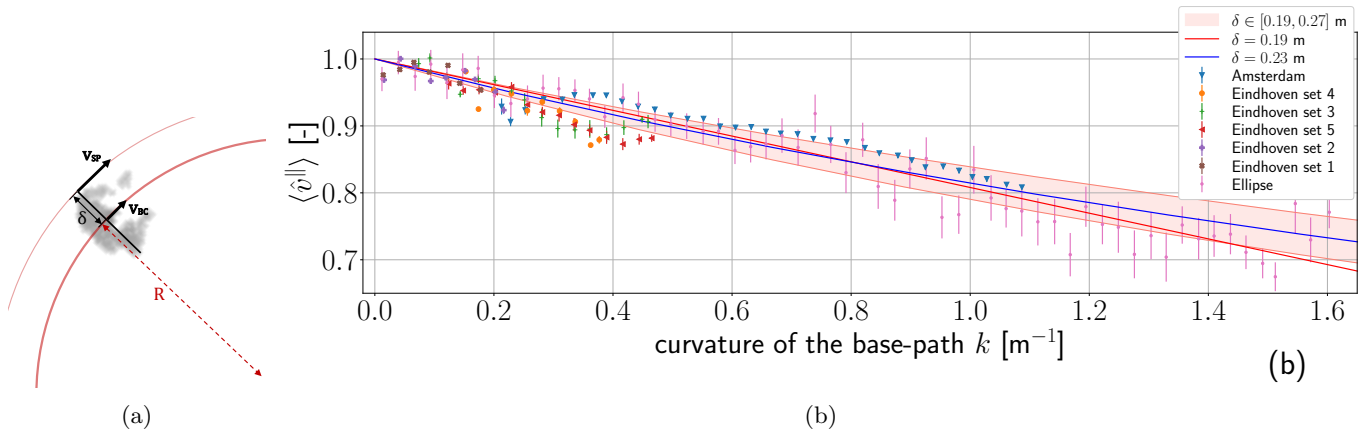 V_SP
δ
V_BC
R
(a)
δ ∈ [0.19, 0.27] m
δ = 0.19 m
δ = 0.23 m
Amsterdam
Eindhoven set 4
Eindhoven set 3
Eindhoven set 5
Eindhoven set 2
Eindhoven set 1
Ellipse
⟨v̂^∥⟩ [-]
1.0
0.9
0.8
0.7
0.0 0.2 0.4 0.6 0.8 1.0 1.2 1.4 1.6
curvature of the base-path k [m⁻¹]
(b)
(b)